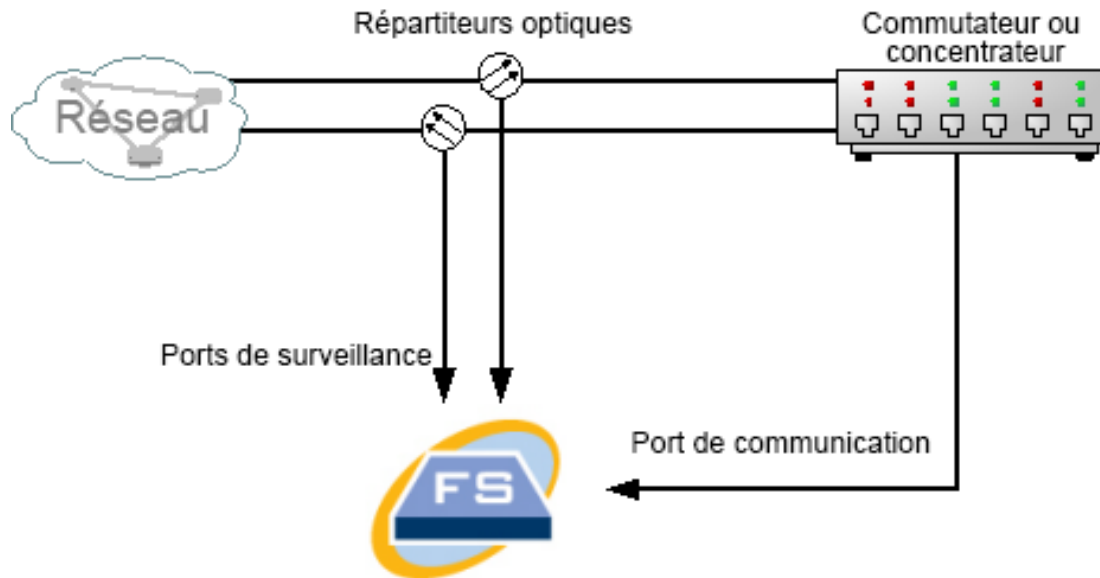 Répartiteurs optiques
Commutateur ou
concentrateur
Réseau
Ports de surveillance
Port de communication
FS